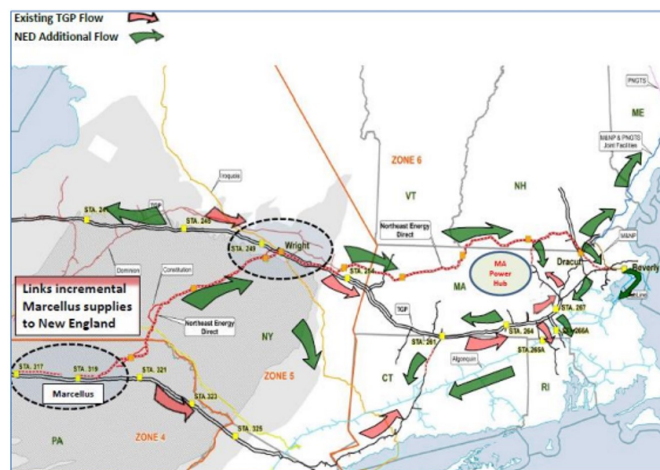 Existing TGP Flow
NED Additional Flow
PNGTS
ME
M&NP & PNGTS
Joint Facilities
ZONE 6
VT
NH
Iroquois
STA. 245
TGP
STA. 249
Wright
Northeast Energy
Direct
M&NP
STA. 254
Dracut
Beverly
MA
Power
Hub
MA
Dominion
Constitution
Links incremental
Marcellus supplies
to New England
Northeast Energy
Direct
NY
TGP
STA. 267
STA. 261
STA. 264
STA. 265A
Algonquin
ZONE 5
CT
RI
STA. 317
STA. 319
STA. 321
Marcellus
STA. 323
STA. 325
PA
ZONE 4